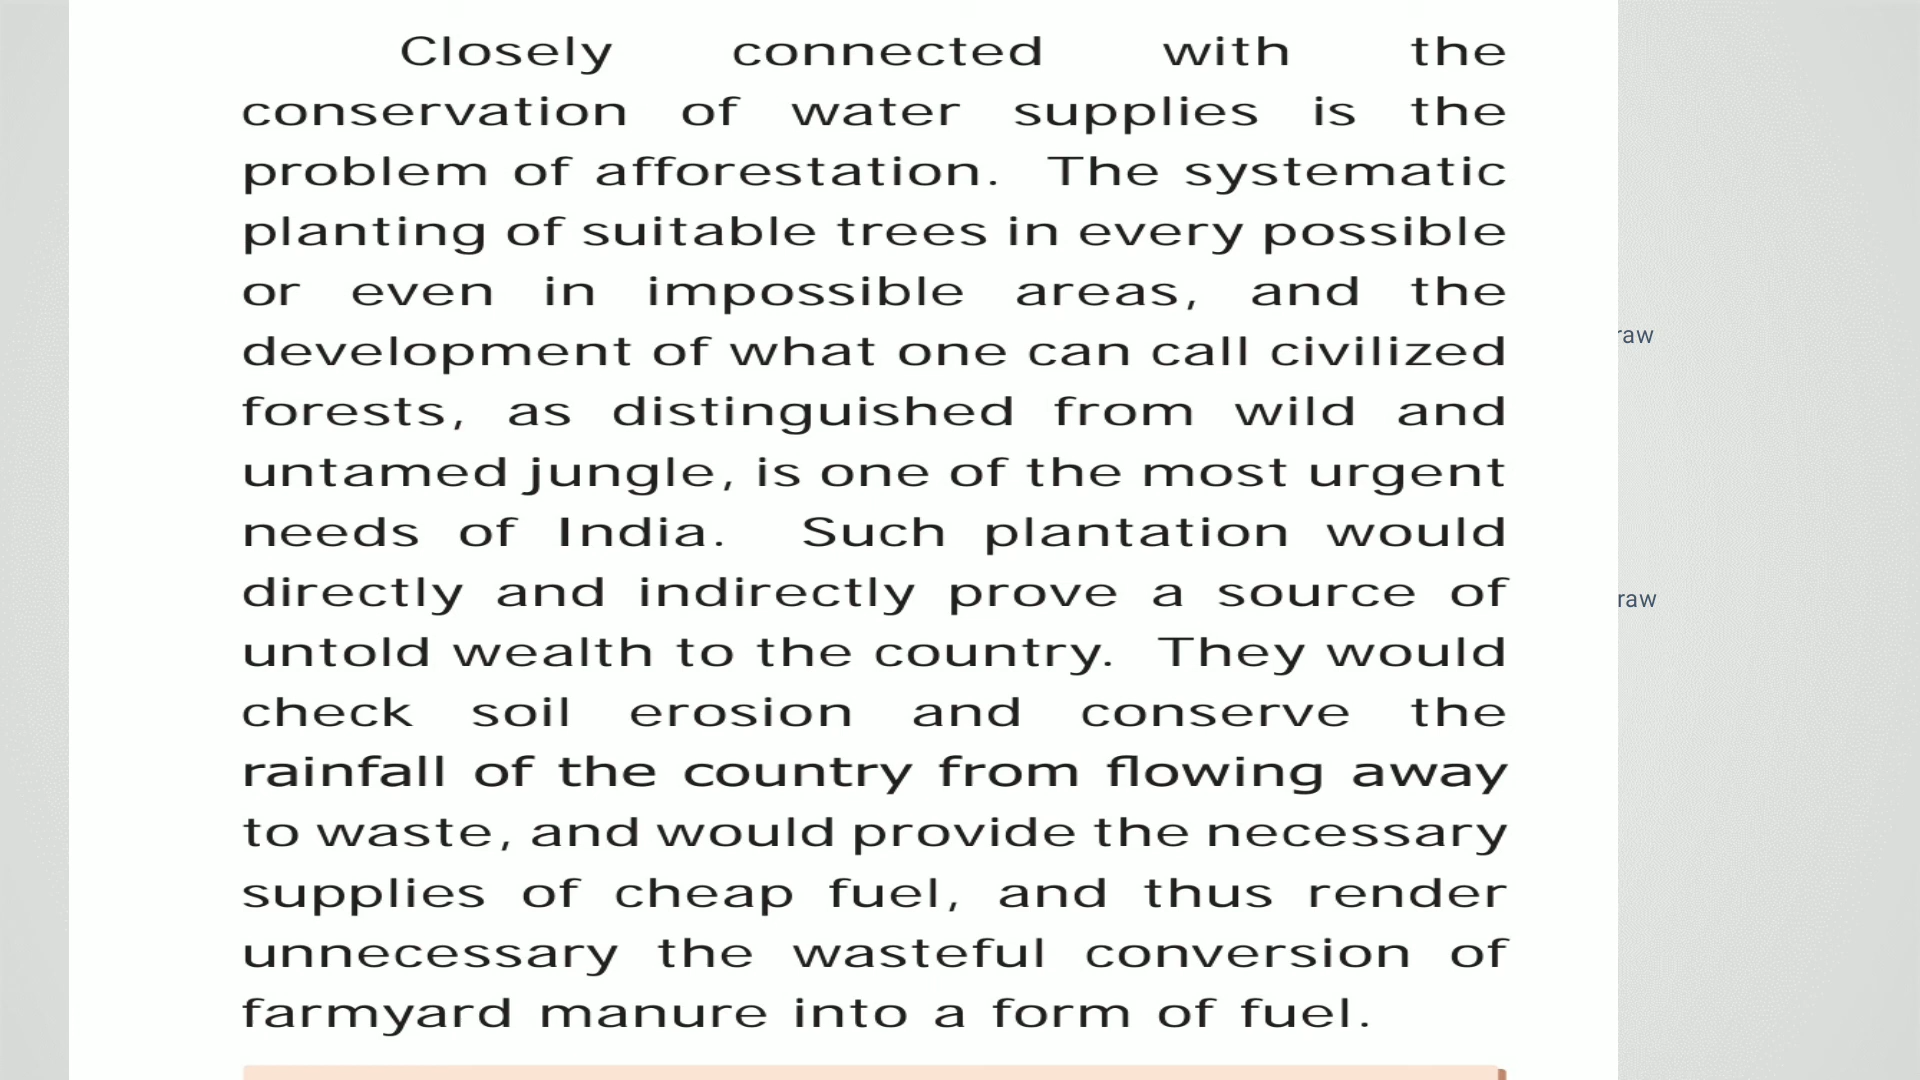 Closely connected with the
conservation of water supplies is the
problem of afforestation. The systematic
planting of suitable trees in every possible
or even in impossible areas, and the
development of what one can call civilized
forests, as distinguished from wild and
untamed jungle, is one of the most urgent
needs of India. Such plantation would
directly and indirectly prove a source of
untold wealth to the country. They would
check soil erosion and conserve the
rainfall of the country from flowing away
to waste, and would provide the necessary
supplies of cheap fuel, and thus render
unnecessary the wasteful conversion of
farmyard manure into a form of fuel.
raw
raw